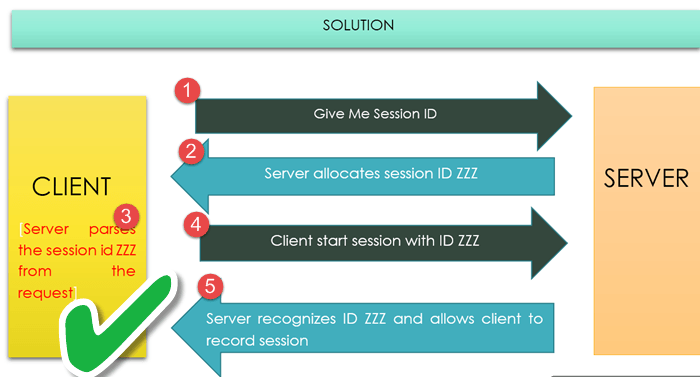 SOLUTION
1
Give Me Session ID
2
Server allocates session ID ZZZ
CLIENT
SERVER
3
[Server parses
the session id ZZZ
from the
request]
4
Client start session with ID ZZZ
5
Server recognizes ID ZZZ and allows client to
record session